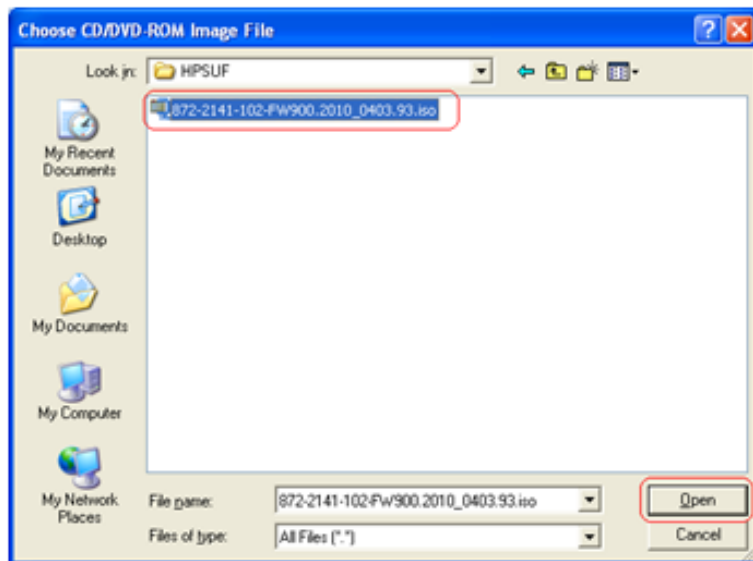 Choose CD/DVD-ROM Image File
Look in: HPSUF
872-2141-102-FW900.2010_0403.93.iso
My Recent
Documents
Desktop
My Documents
My Computer
My Network
Places
File name: 872-2141-102-FW900.2010_0403.93.iso Open
Files of type: All Files (*.*) Cancel